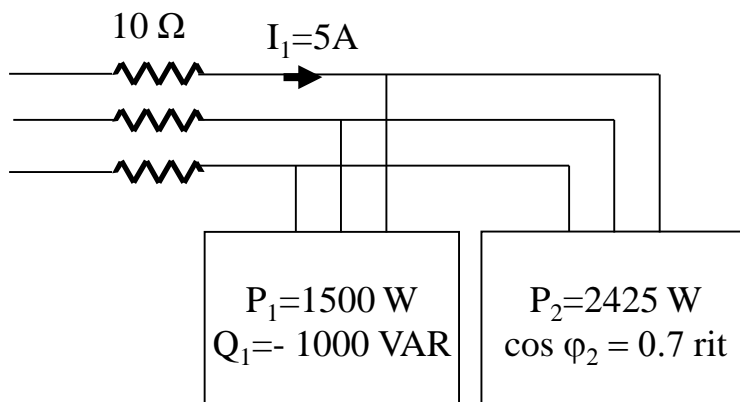 10 Ω
I₁=5A
P₁=1500 W
Q₁=- 1000 VAR
P₂=2425 W
cos φ₂ = 0.7 rit